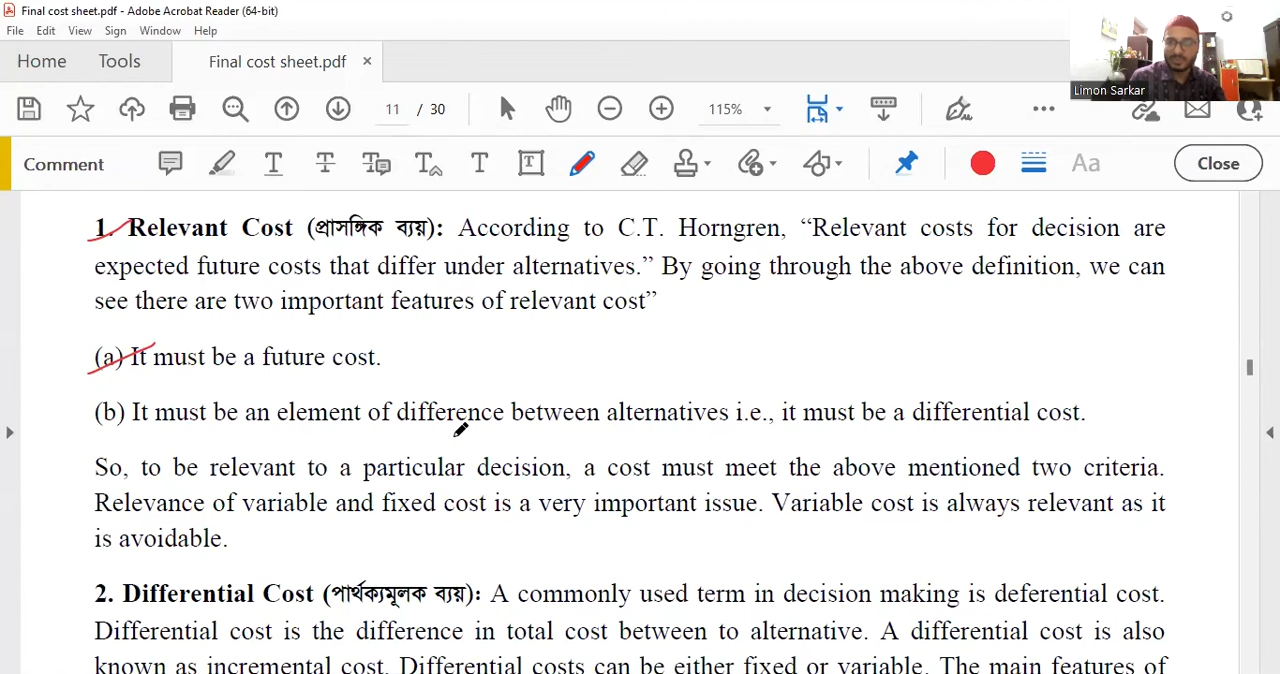 Final cost sheet.pdf - Adobe Acrobat Reader (64-bit)
File Edit View Sign Window Help
Home Tools Final cost sheet.pdf ×
11 / 30 115%
Limon Sarkar
Comment T T T T T T Aa Close
1. Relevant Cost (প্রাসঙ্গিক ব্যয়): According to C.T. Horngren, “Relevant costs for decision are
expected future costs that differ under alternatives.” By going through the above definition, we can
see there are two important features of relevant cost”
(a) It must be a future cost.
(b) It must be an element of difference between alternatives i.e., it must be a differential cost.
So, to be relevant to a particular decision, a cost must meet the above mentioned two criteria.
Relevance of variable and fixed cost is a very important issue. Variable cost is always relevant as it
is avoidable.
2. Differential Cost (পার্থক্যমূলক ব্যয়): A commonly used term in decision making is deferential cost.
Differential cost is the difference in total cost between to alternative. A differential cost is also
known as incremental cost. Differential costs can be either fixed or variable. The main features of